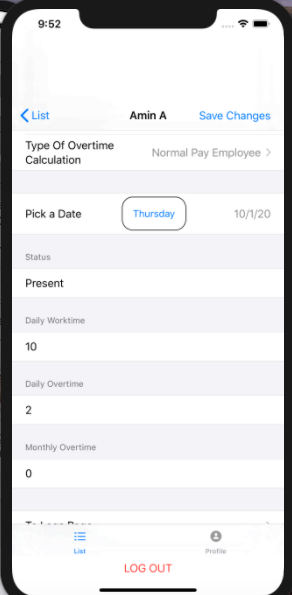 9:52
List
Amin A
Save Changes
Type Of Overtime
Calculation
Normal Pay Employee
Pick a Date
Thursday
10/1/20
Status
Present
Daily Worktime
10
Daily Overtime
2
Monthly Overtime
0
List
Profile
LOG OUT